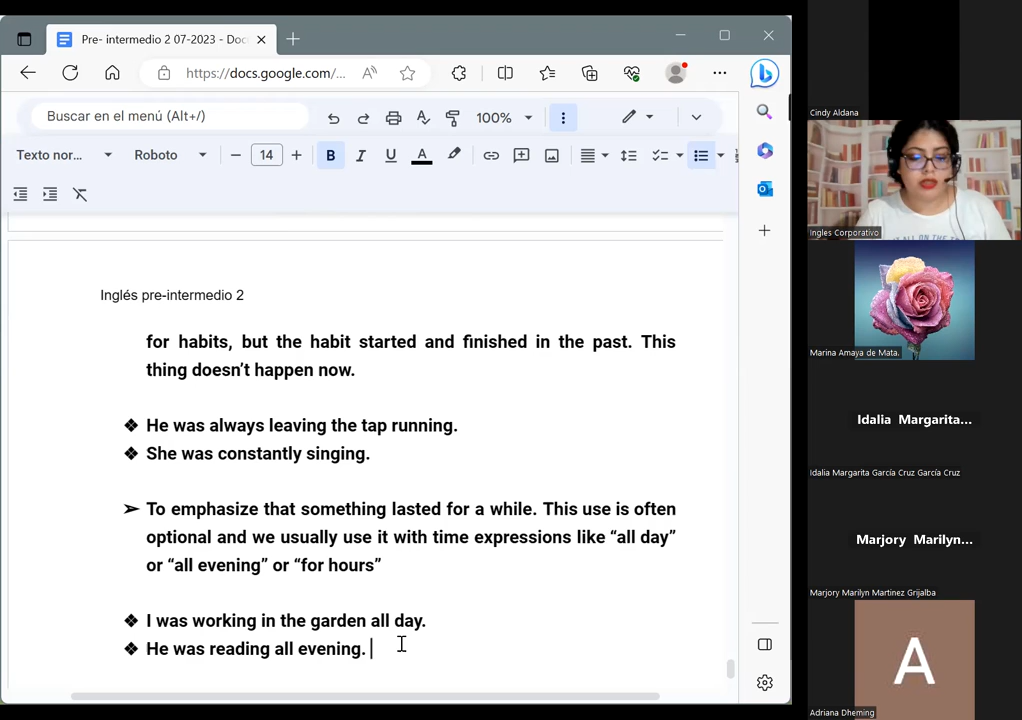 Pre- intermedio 2 07-2023 - Doc
https://docs.google.com/...
Buscar en el menú (Alt+/)
100%
Texto nor...
Roboto
14
B
I
U
A
Inglés pre-intermedio 2
for habits, but the habit started and finished in the past. This
thing doesn't happen now.
❖ He was always leaving the tap running.
❖ She was constantly singing.
➢ To emphasize that something lasted for a while. This use is often
optional and we usually use it with time expressions like “all day”
or “all evening” or “for hours”
❖ I was working in the garden all day.
❖ He was reading all evening.
Cindy Aldana
Ingles Corporativo
Marina Amaya de Mata.
Idalia Margarita...
Idalia Margarita García Cruz García Cruz
Marjory Marilyn...
Marjory Marilyn Martinez Grijalba
A
Adriana Dheming